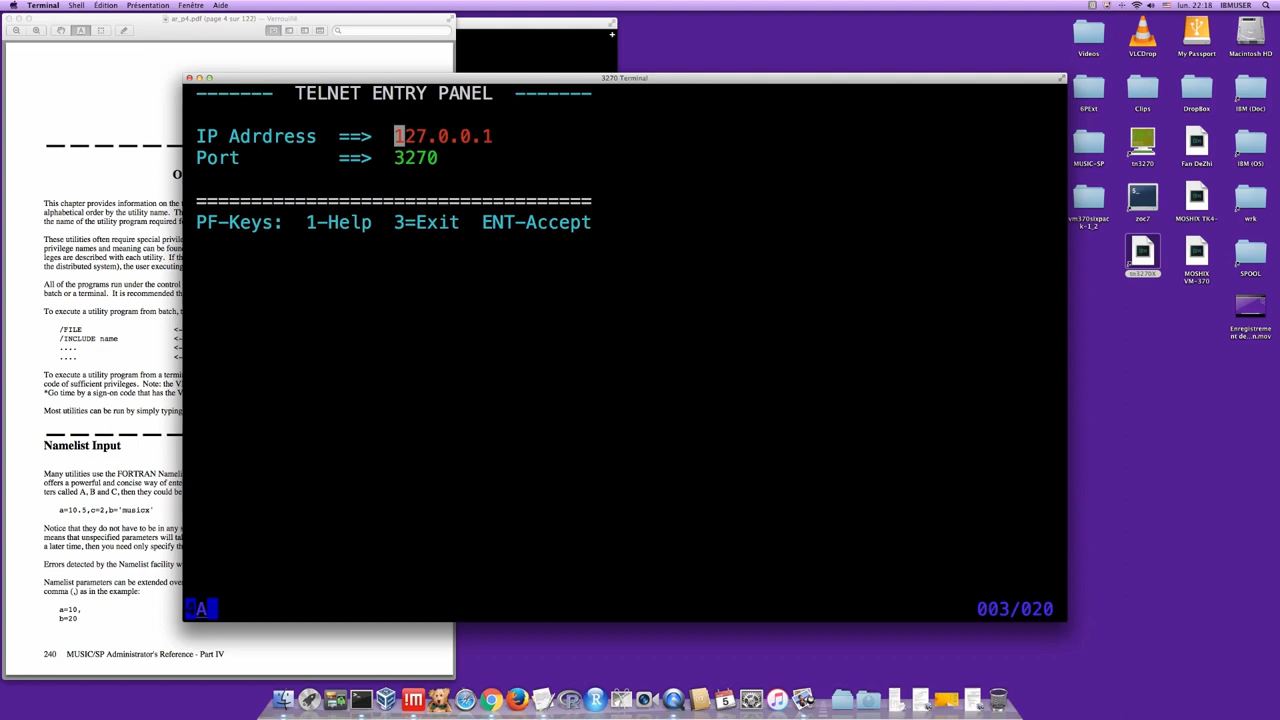 Terminal Shell Édition Présentation Fenêtre Aide
lun. 22:18 IBMUSER
ar_p4.pdf (page 4 sur 122) — Verrouillé
3270 Terminal
------- TELNET ENTRY PANEL -------
IP Adrdress ==> 127.0.0.1
Port ==> 3270
====================================
PF-Keys: 1-Help 3=Exit ENT-Accept
4A
003/020
This chapter provides information on the
alphabetical order by the utility name. Th
the name of the utility program required f
These utilities often require special privile
privilege names and meaning can be foun
leges are described with each utility. If th
the distributed system), the user executing
All of the programs run under the control
batch or a terminal. It is recommended tha
To execute a utility program from batch, t
/FILE <-
/INCLUDE name <-
.... <-
.... <-
To execute a utility program from a termin
code of sufficient privileges. Note: the V
*Go time by a sign-on code that has the V
Most utilities can be run by simply typing
Namelist Input
Many utilities use the FORTRAN Nameli
offers a powerful and concise way of ente
ters called A, B and C, then they could be
a=10.5,c=2,b='musicx'
Notice that they do not have to be in any s
means that unspecified parameters will tak
a later time, then you need only specify th
Errors detected by the Namelist facility w
Namelist parameters can be extended over
comma (,) as in the example:
a=10,
b=20
240 MUSIC/SP Administrator's Reference - Part IV
Videos
VLCDrop
My Passport
Macintosh HD
6PExt
Clips
DropBox
IBM (Doc)
MUSIC-SP
tn3270
Fan DeZhi
IBM (OS)
vm370sixpack-1_2
zoc7
MOSHIX TK4-
wrk
tn3270X
MOSHIX VM-370
SPOOL
Enregistrement de...n.mov